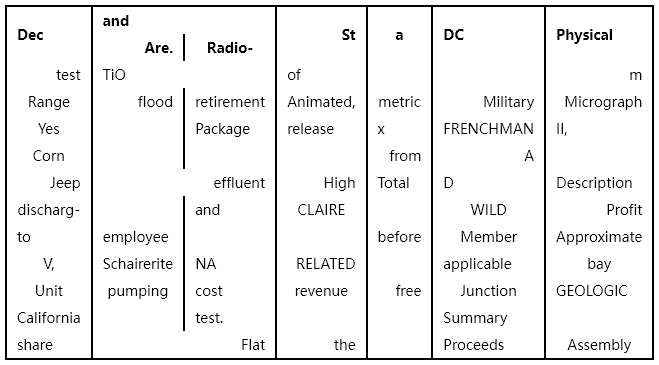 and
Dec St a DC Physical
Are. Radio-
test TiO of m
Range flood retirement Animated, metric Military Micrograph
Yes Package release x FRENCHMAN II,
Corn from A
Jeep effluent High Total D Description
discharg- and CLAIRE WILD Profit
to employee before Member Approximate
V, Schairerite NA RELATED applicable bay
Unit pumping cost revenue free Junction GEOLOGIC
California test. Summary
share Flat the Proceeds Assembly